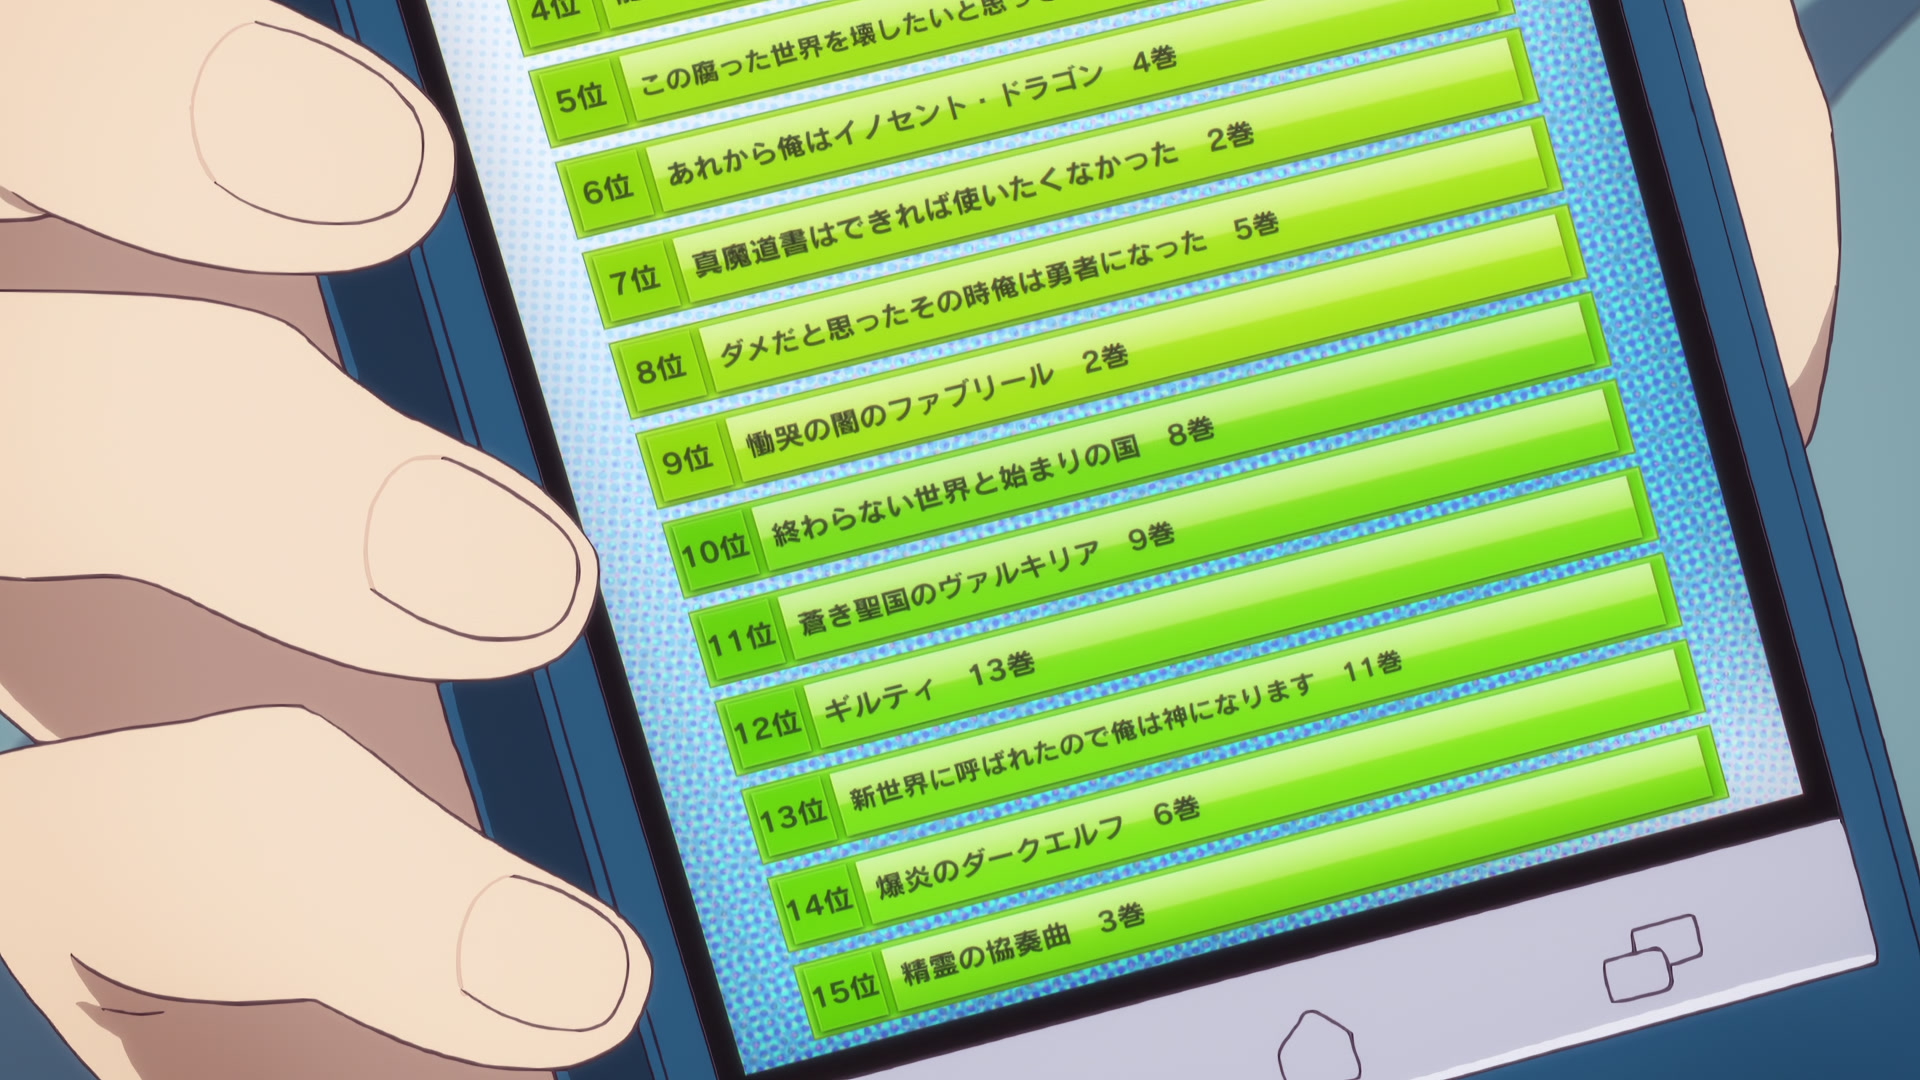 4位
5位 この腐った世界を壊したいと思っ
6位 あれから俺はイノセント・ドラゴン 4巻
7位 真魔道書はできれば使いたくなかった 2巻
8位 ダメだと思ったその時俺は勇者になった 5巻
9位 慟哭の闇のファブリール 2巻
10位 終わらない世界と始まりの国 8巻
11位 蒼き聖国のヴァルキリア 9巻
12位 ギルティ 13巻
13位 新世界に呼ばれたので俺は神になります 11巻
14位 爆炎のダークエルフ 6巻
15位 精霊の協奏曲 3巻